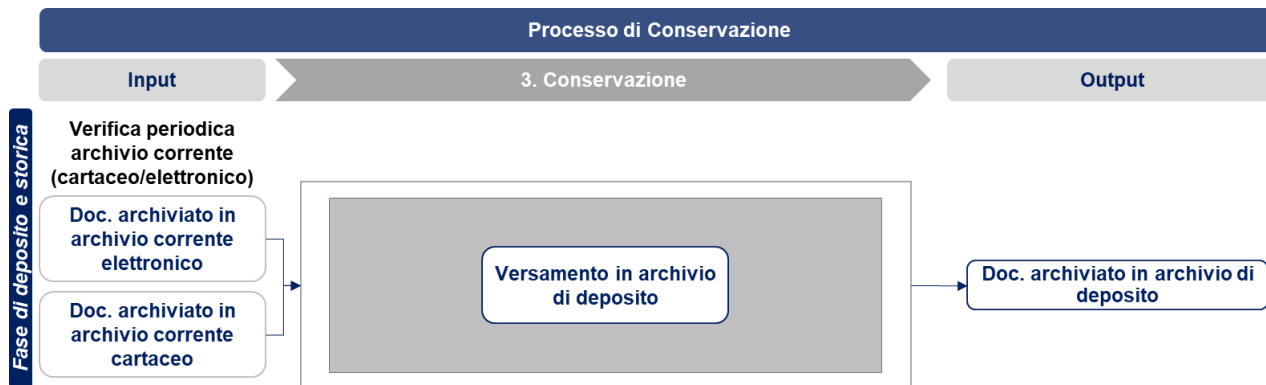 Processo di Conservazione
Input
3. Conservazione
Output
Fase di deposito e storica
Verifica periodica
archivio corrente
(cartaceo/elettronico)
Doc. archiviato in
archivio corrente
elettronico
Doc. archiviato in
archivio corrente
cartaceo
Versamento in archivio
di deposito
Doc. archiviato in archivio di
deposito